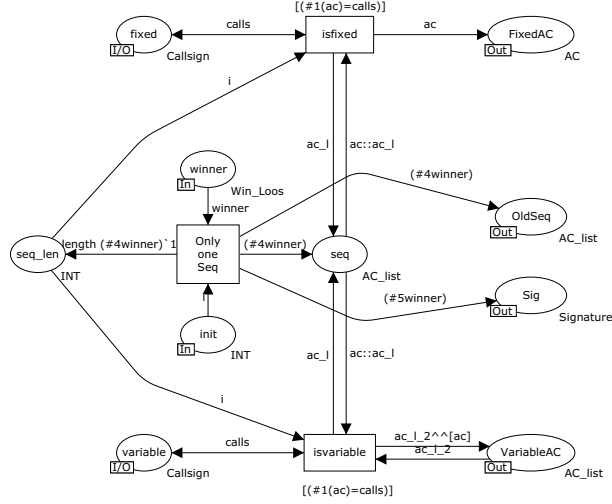 [(#1(ac)=calls)]
fixed
I/O
Callsign
calls
isfixed
ac
FixedAC
Out
AC
i
ac_l
ac::ac_l
winner
In
Win_Loos
winner
(#4winner)
OldSeq
Out
AC_list
seq_len
INT
length (#4winner)`1
Only
one
Seq
(#4winner)
seq
AC_list
i
init
In
INT
(#5winner)
Sig
Out
Signature
ac_l
ac::ac_l
i
variable
I/O
Callsign
calls
isvariable
ac_l_2^^[ac]
ac_l_2
VariableAC
Out
AC_list
[(#1(ac)=calls)]